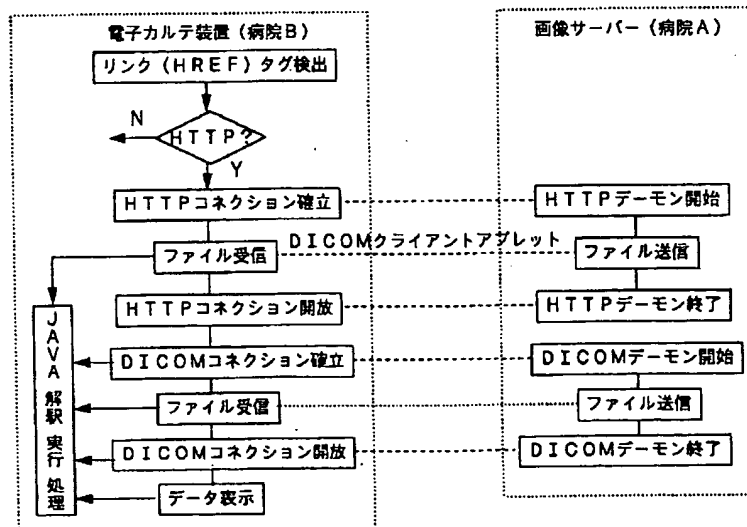 電子カルテ装置（病院B）
リンク（HREF）タグ検出
N
HTTP？
Y
HTTPコネクション確立
ファイル受信
HTTPコネクション開放
DICOMコネクション確立
ファイル受信
DICOMコネクション開放
データ表示
JAVA解釈実行処理
DICOMクライアントアプレット
画像サーバー（病院A）
HTTPデーモン開始
ファイル送信
HTTPデーモン終了
DICOMデーモン開始
ファイル送信
DICOMデーモン終了